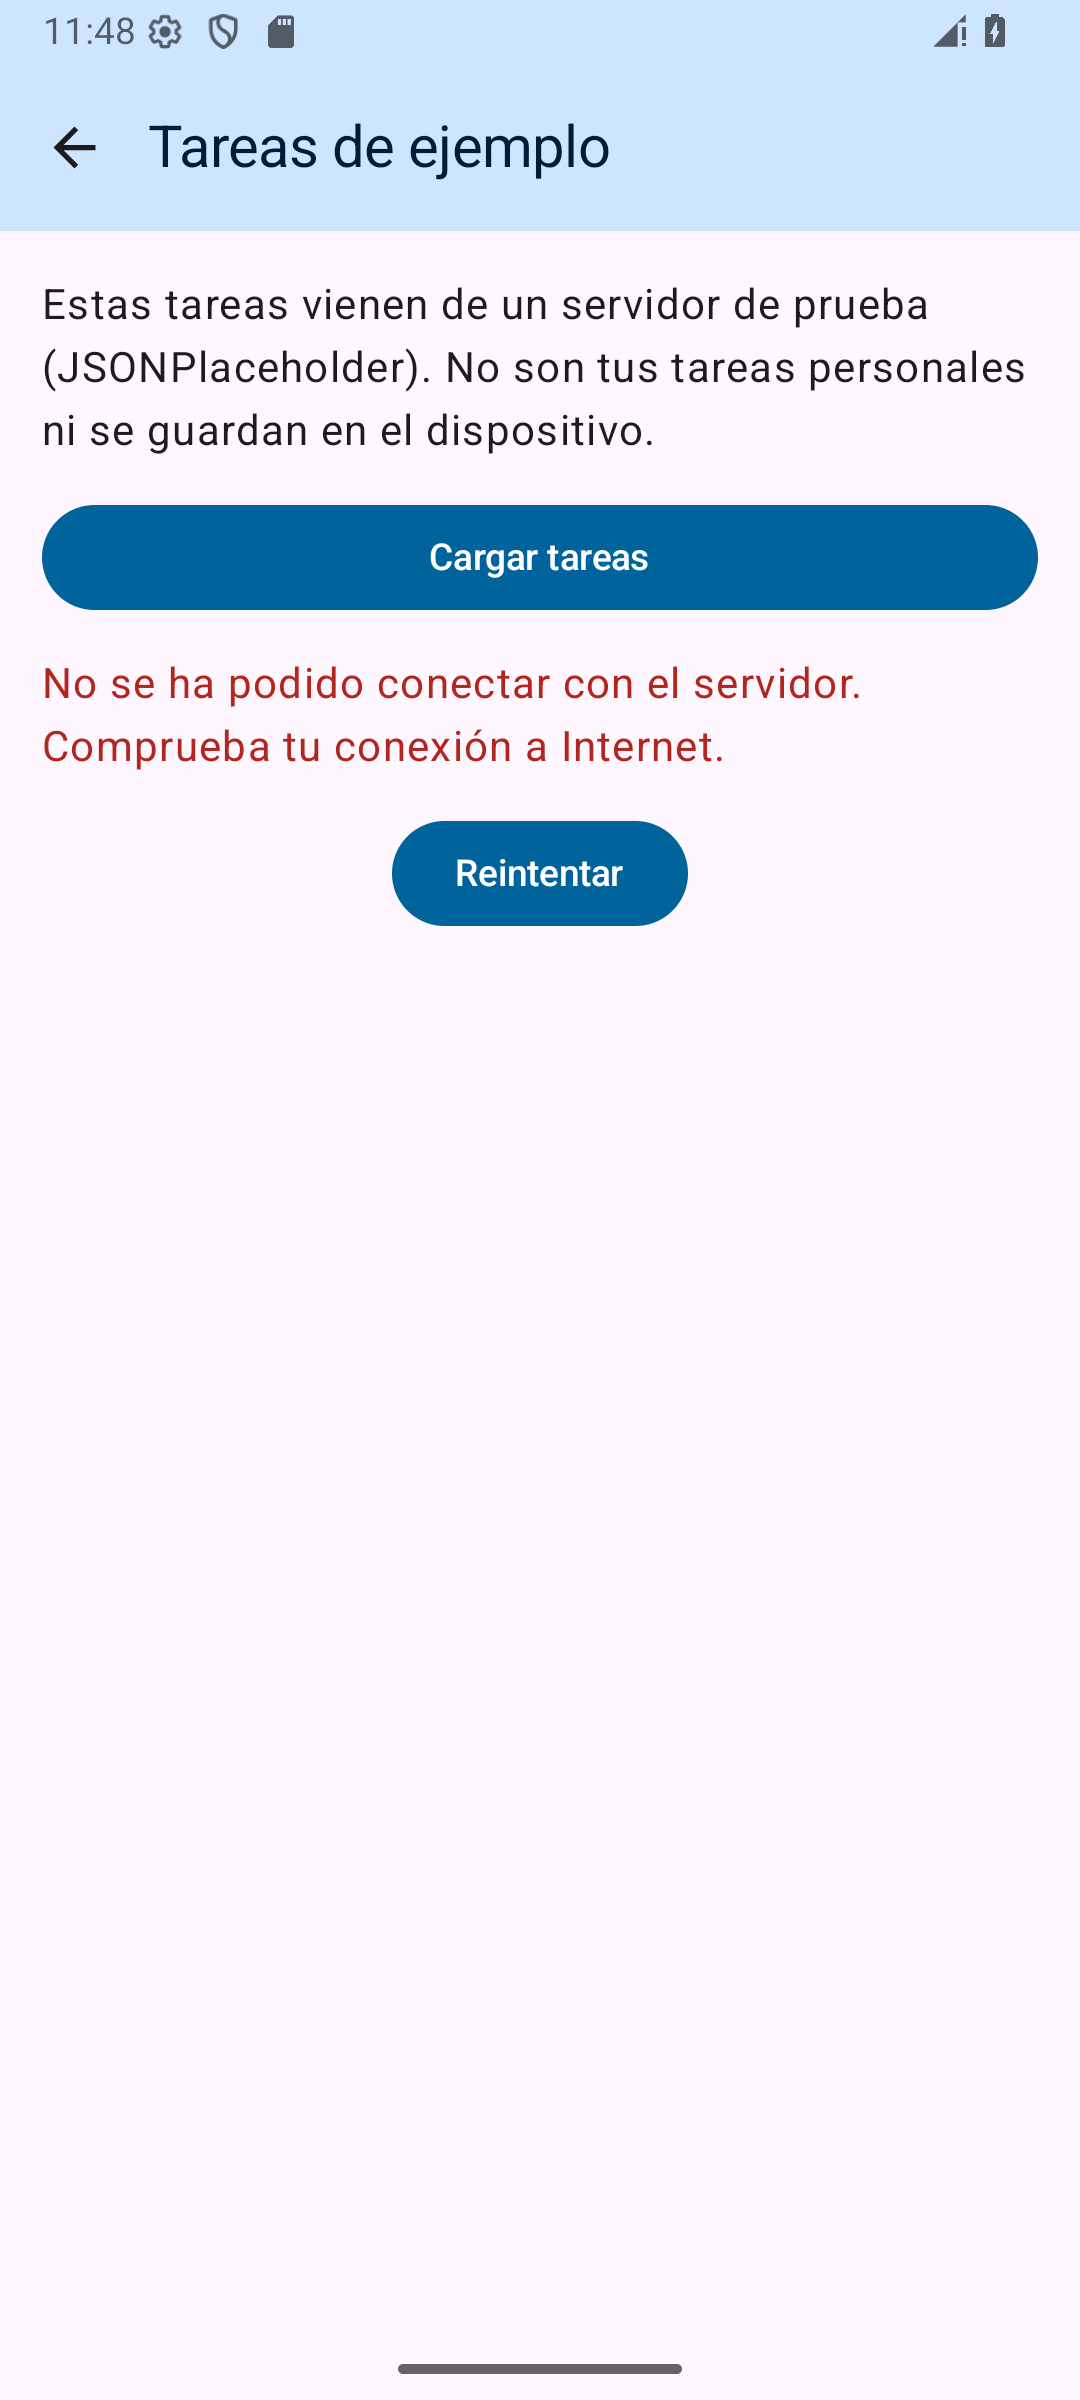 11:48
Tareas de ejemplo
Estas tareas vienen de un servidor de prueba
(JSONPlaceholder). No son tus tareas personales
ni se guardan en el dispositivo.
Cargar tareas
No se ha podido conectar con el servidor.
Comprueba tu conexión a Internet.
Reintentar